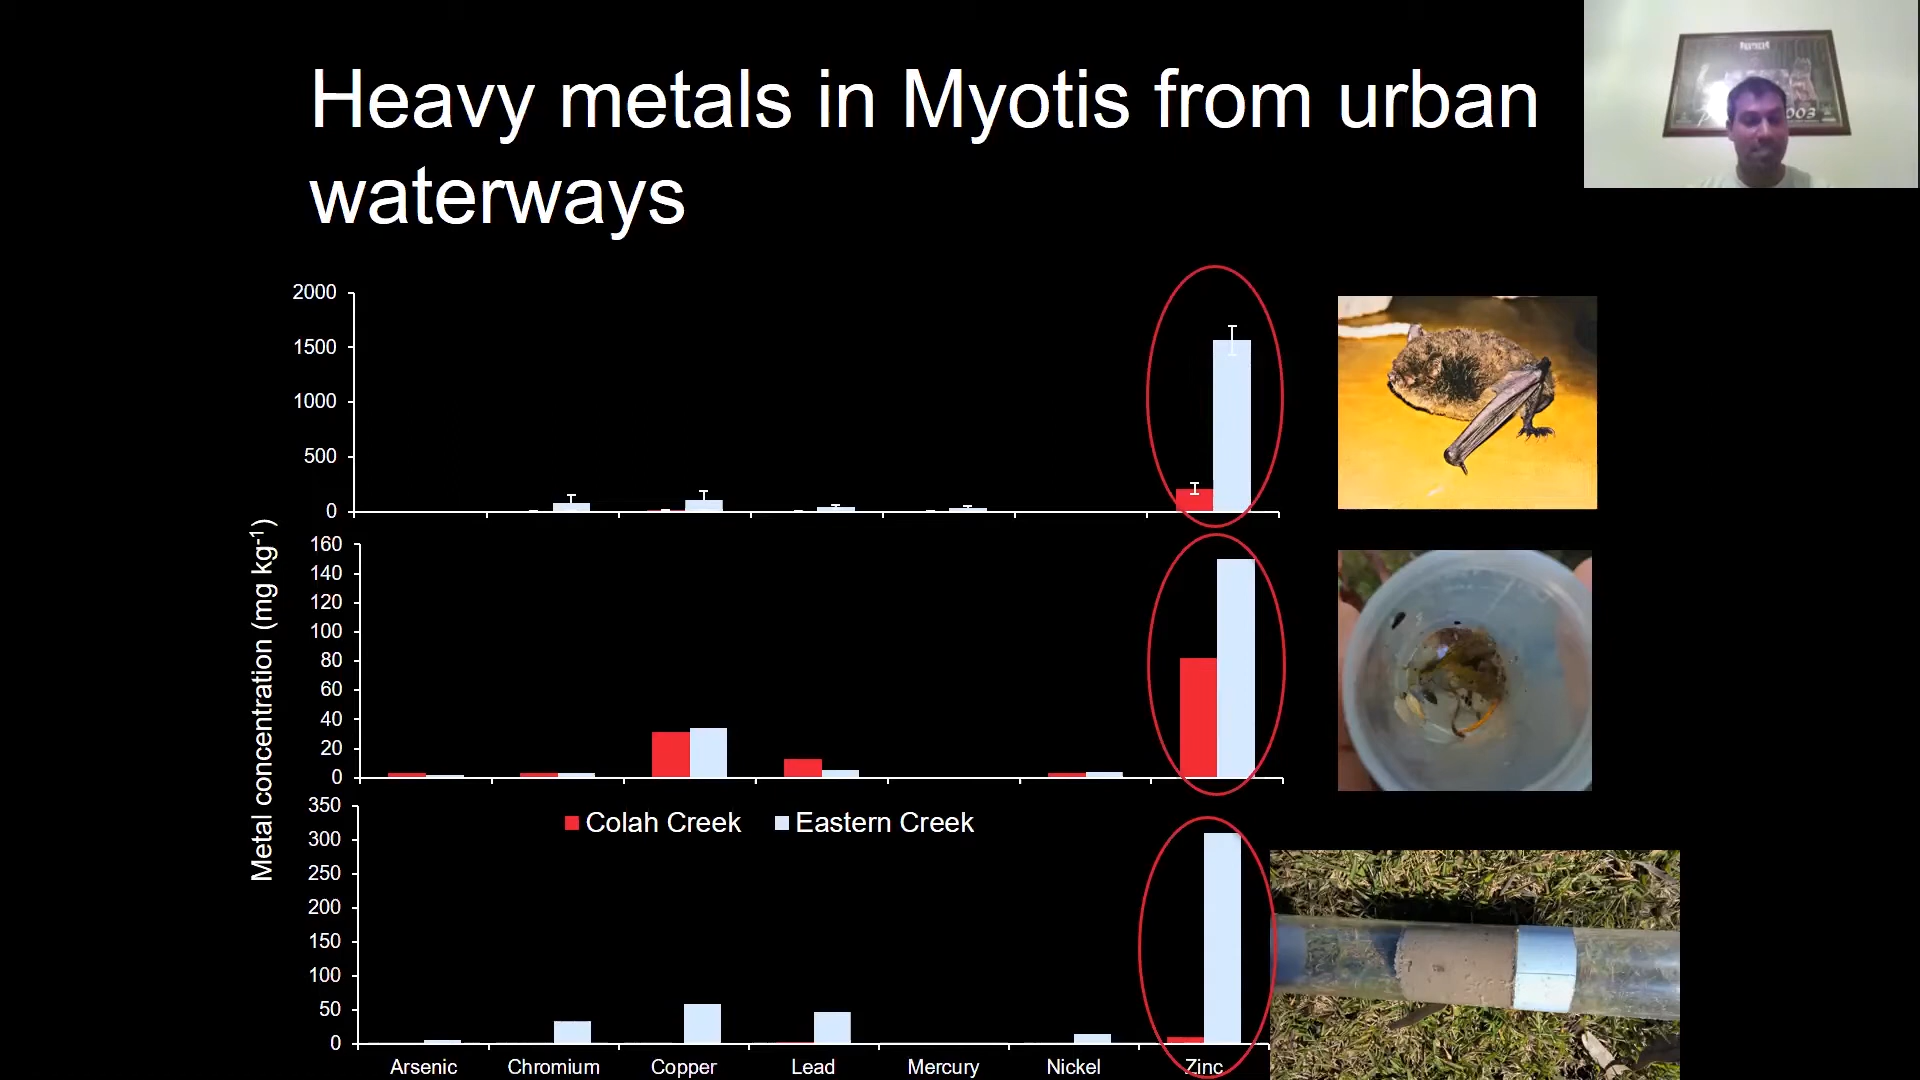 Heavy metals in Myotis from urban
waterways
PANTHERS
003
2000
1500
1000
500
0
Metal concentration (mg kg-1)
160
140
120
100
80
60
40
20
0
350
300
250
200
150
100
50
0
Colah Creek
Eastern Creek
Arsenic
Chromium
Copper
Lead
Mercury
Nickel
Zinc